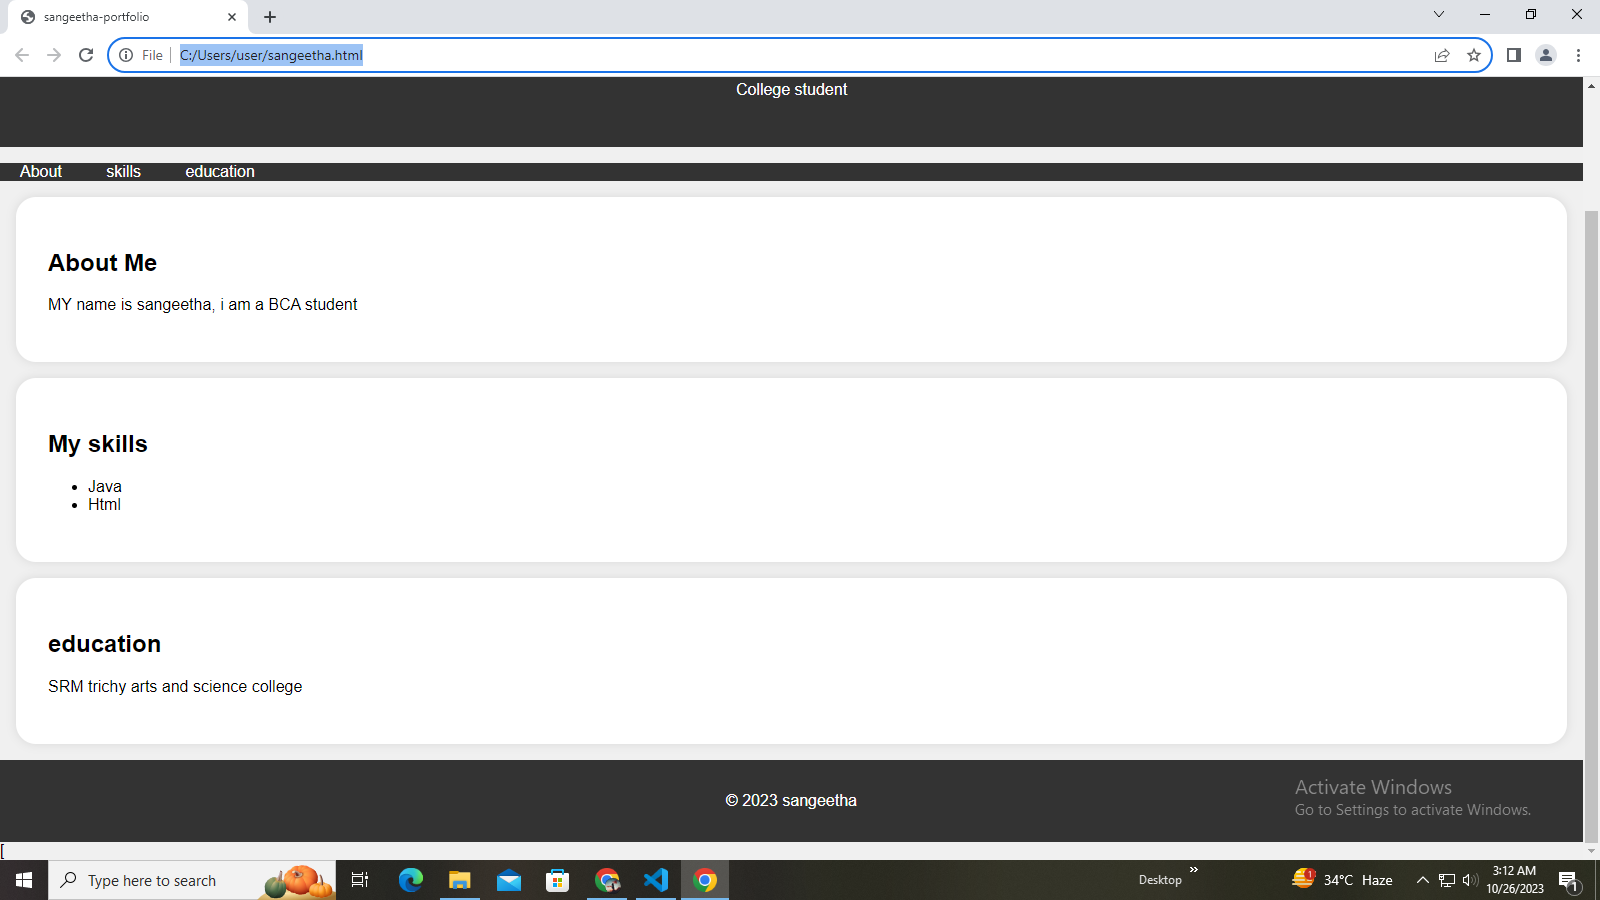 sangeetha-portfolio
File C:/Users/user/sangeetha.html
College student
About skills education
About Me
MY name is sangeetha, i am a BCA student
My skills
Java
Html
education
SRM trichy arts and science college
© 2023 sangeetha
Activate Windows
Go to Settings to activate Windows.
[
Type here to search
Desktop
»
1
34°C Haze
3:12 AM
10/26/2023
1